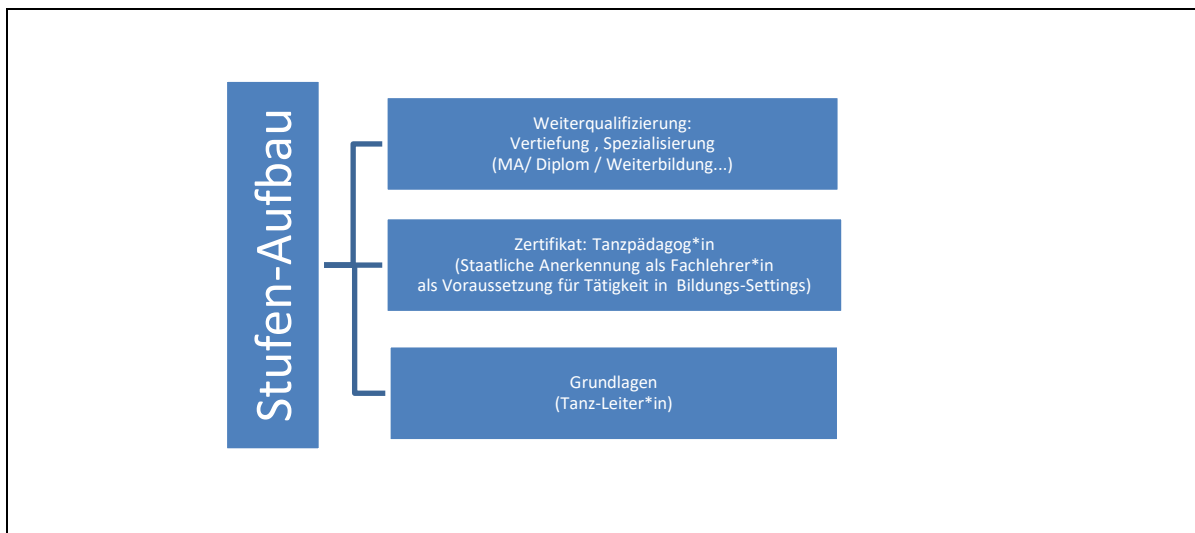 Stufen-Aufbau
Weiterqualifizierung:
Vertiefung , Spezialisierung
(MA/ Diplom / Weiterbildung...)
Zertifikat: Tanzpädagog*in
(Staatliche Anerkennung als Fachlehrer*in
als Voraussetzung für Tätigkeit in Bildungs-Settings)
Grundlagen
(Tanz-Leiter*in)